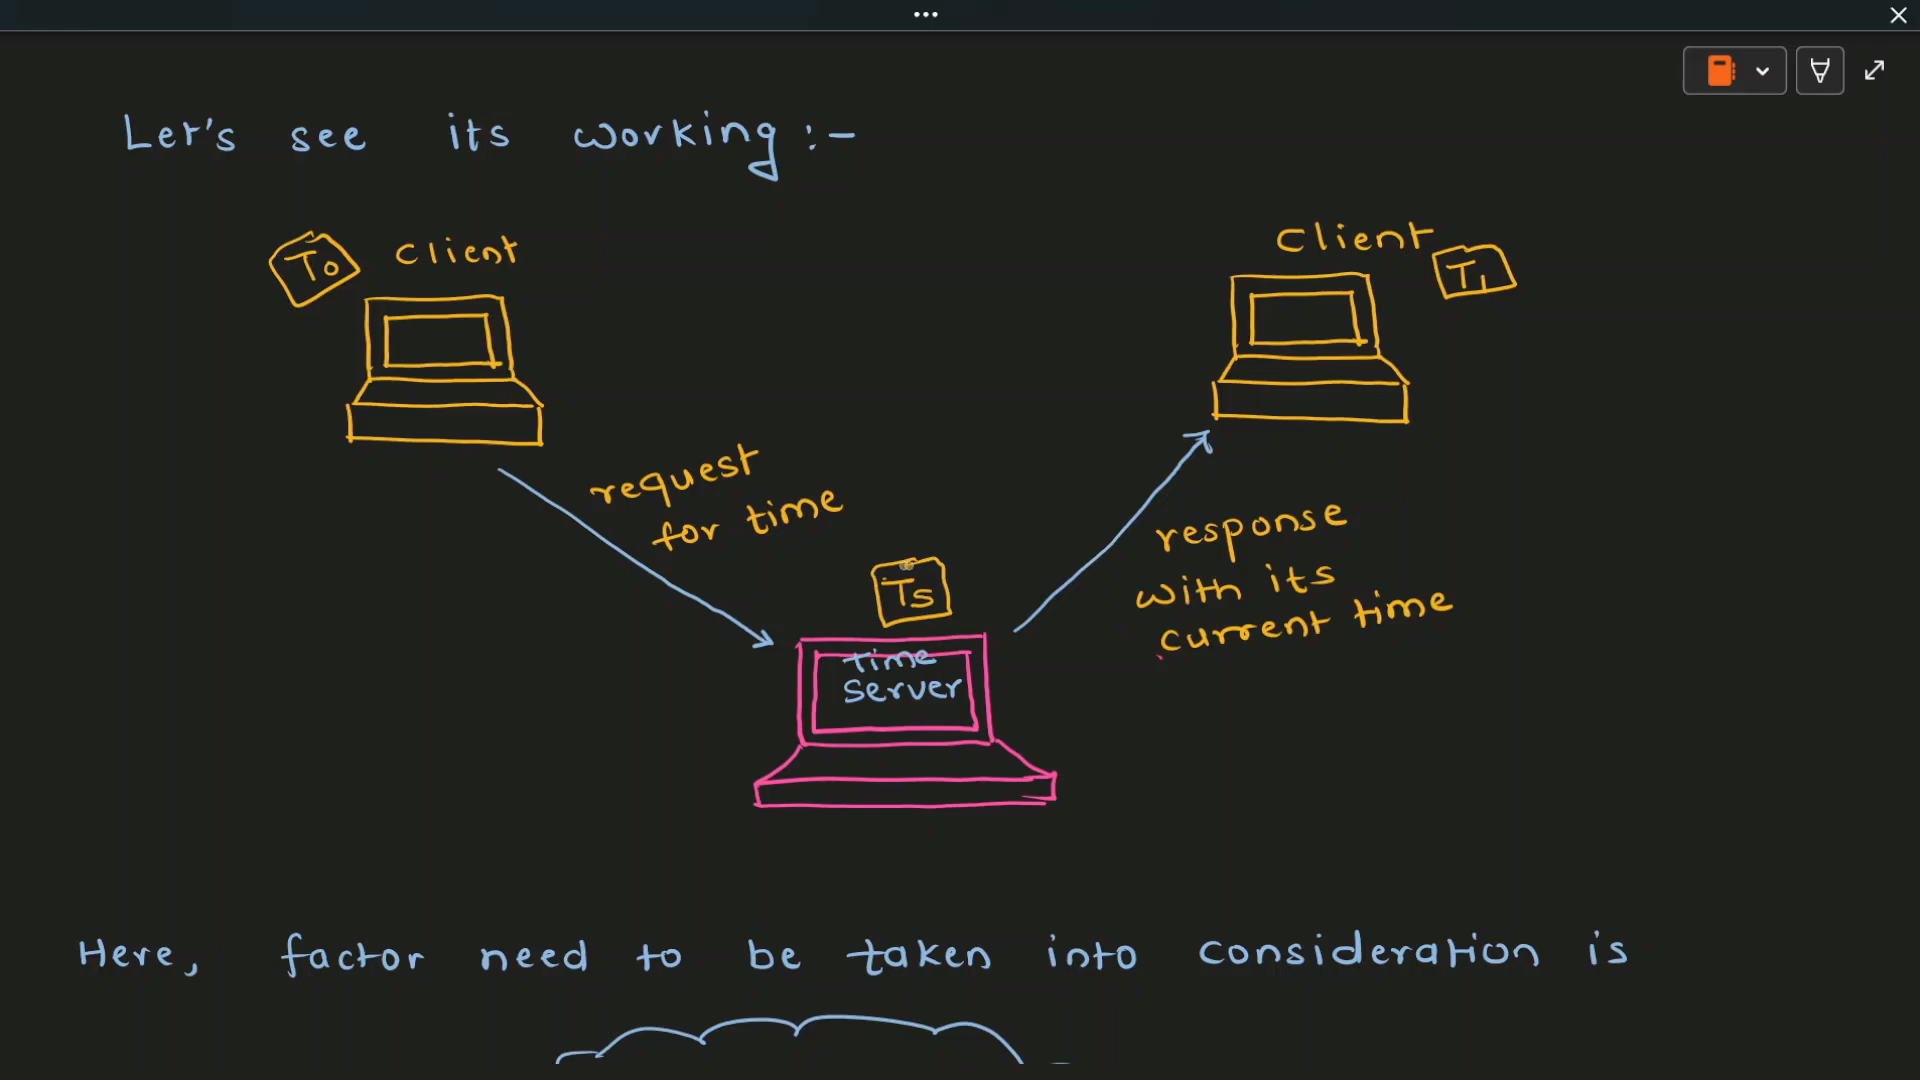 Let's see its working:-
To Client
Client T1
request
for time
response
with its
current time
Ts
Time
Server
Here, factor need to be taken into consideration is